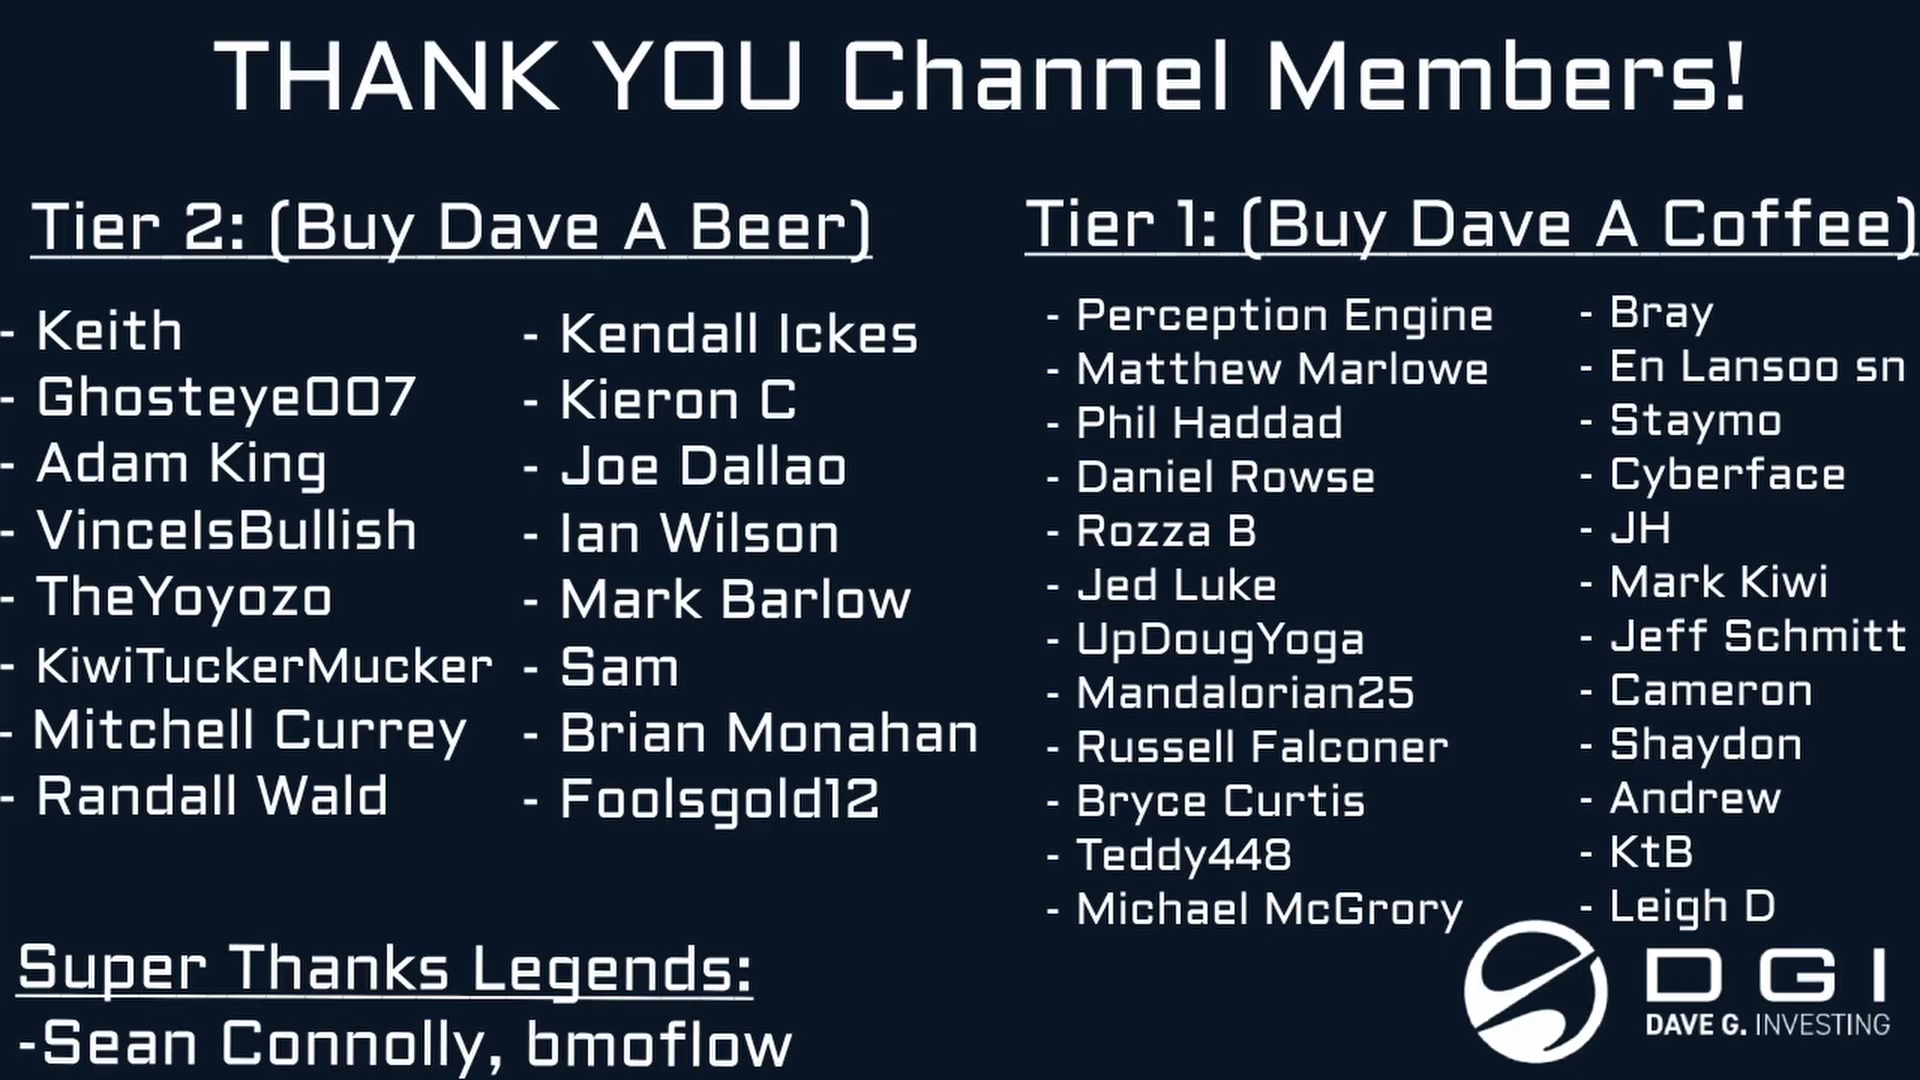 THANK YOU Channel Members!
Tier 2: (Buy Dave A Beer)
- Keith
- Ghosteye007
- Adam King
- VinceIsBullish
- TheYoyozo
- KiwiTuckerMucker
- Mitchell Currey
- Randall Wald
- Kendall Ickes
- Kieron C
- Joe Dallao
- Ian Wilson
- Mark Barlow
- Sam
- Brian Monahan
- Foolsgold12
Tier 1: (Buy Dave A Coffee)
- Perception Engine
- Matthew Marlowe
- Phil Haddad
- Daniel Rowse
- Rozza B
- Jed Luke
- UpDougYoga
- Mandalorian25
- Russell Falconer
- Bryce Curtis
- Teddy448
- Michael McGrory
- Bray
- En Lansoo sn
- Staymo
- Cyberface
- JH
- Mark Kiwi
- Jeff Schmitt
- Cameron
- Shaydon
- Andrew
- KtB
- Leigh D
Super Thanks Legends:
-Sean Connolly, bmoflow
DGI
DAVE G. INVESTING